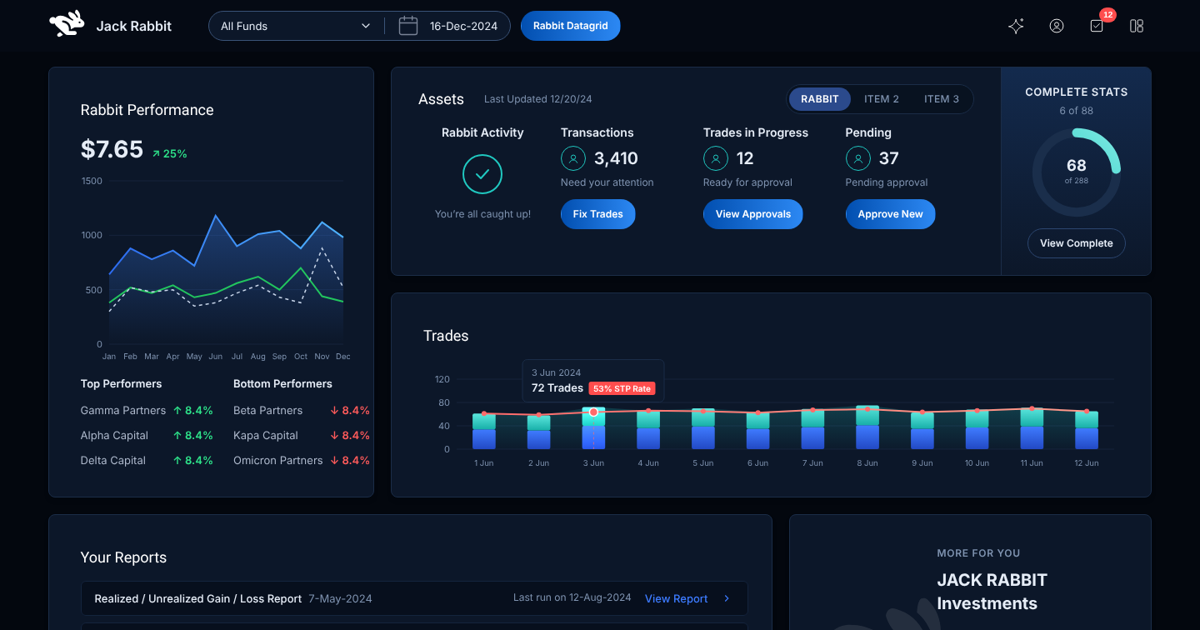 Jack Rabbit
All Funds
16-Dec-2024
Rabbit Datagrid
12
Rabbit Performance
$7.65 25%
1500
1000
500
0
Jan Feb Mar Apr May Jun Jul Aug Sep Oct Nov Dec
Top Performers
Gamma Partners 8.4%
Alpha Capital 8.4%
Delta Capital 8.4%
Bottom Performers
Beta Partners 8.4%
Kapa Capital 8.4%
Omicron Partners 8.4%
Assets Last Updated 12/20/24
RABBIT ITEM 2 ITEM 3
Rabbit Activity
You're all caught up!
Transactions
3,410
Need your attention
Fix Trades
Trades in Progress
12
Ready for approval
View Approvals
Pending
37
Pending approval
Approve New
COMPLETE STATS
6 of 88
68
of 288
View Complete
Trades
3 Jun 2024
72 Trades 53% STP Rate
120
80
40
0
1 Jun 2 Jun 3 Jun 4 Jun 5 Jun 6 Jun 7 Jun 8 Jun 9 Jun 10 Jun 11 Jun 12 Jun
Your Reports
Realized / Unrealized Gain / Loss Report 7-May-2024 Last run on 12-Aug-2024 View Report
MORE FOR YOU
JACK RABBIT
Investments